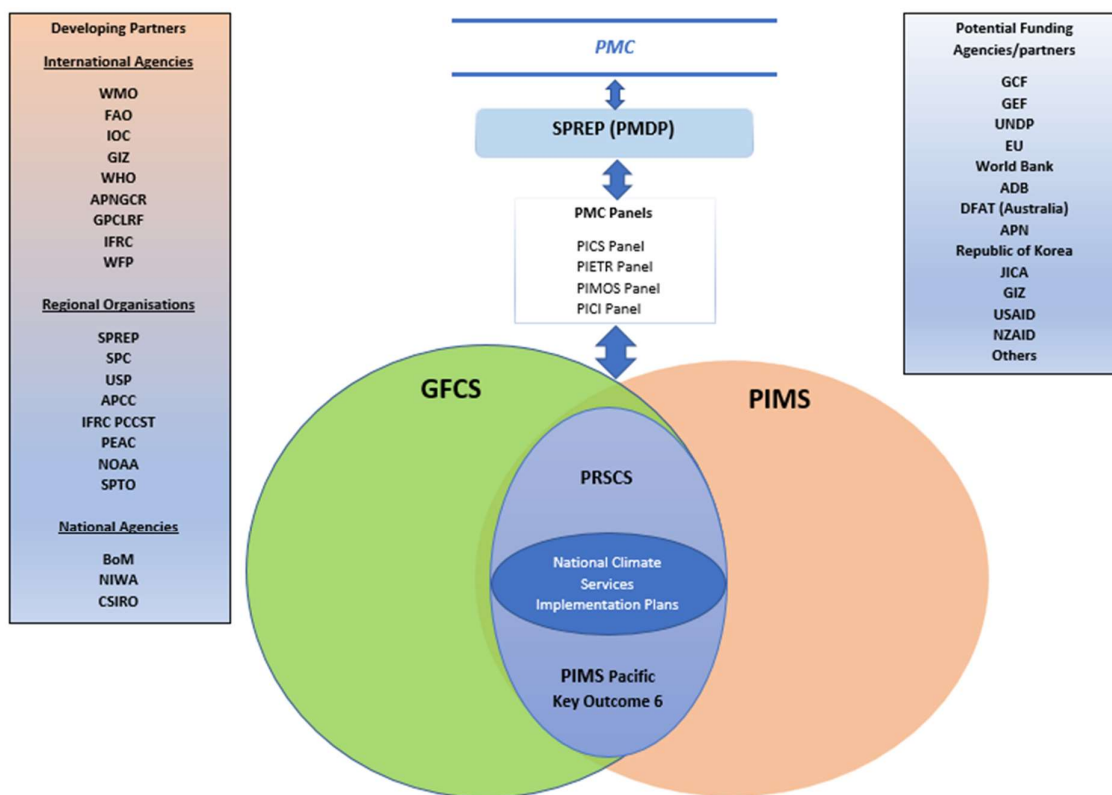 Developing Partners
International Agencies
WMO
FAO
IOC
GIZ
WHO
APNGCR
GPCLRF
IFRC
WFP
Regional Organisations
SPREP
SPC
USP
APCC
IFRC PCCST
PEAC
NOAA
SPTO
National Agencies
BoM
NIWA
CSIRO
PMC
SPREP (PMDP)
PMC Panels
PICS Panel
PIETR Panel
PIMOS Panel
PICI Panel
GFCS
PIMS
PRSCS
National Climate
Services
Implementation Plans
PIMS Pacific
Key Outcome 6
Potential Funding
Agencies/partners
GCF
GEF
UNDP
EU
World Bank
ADB
DFAT (Australia)
APN
Republic of Korea
JICA
GIZ
USAID
NZAID
Others